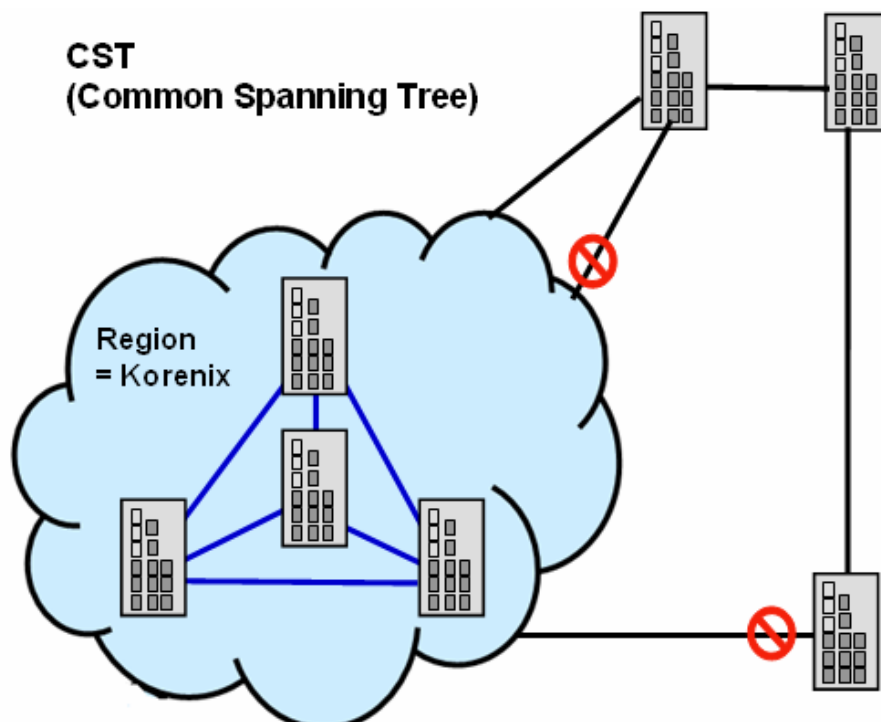 CST
(Common Spanning Tree)
Region
= Korenix